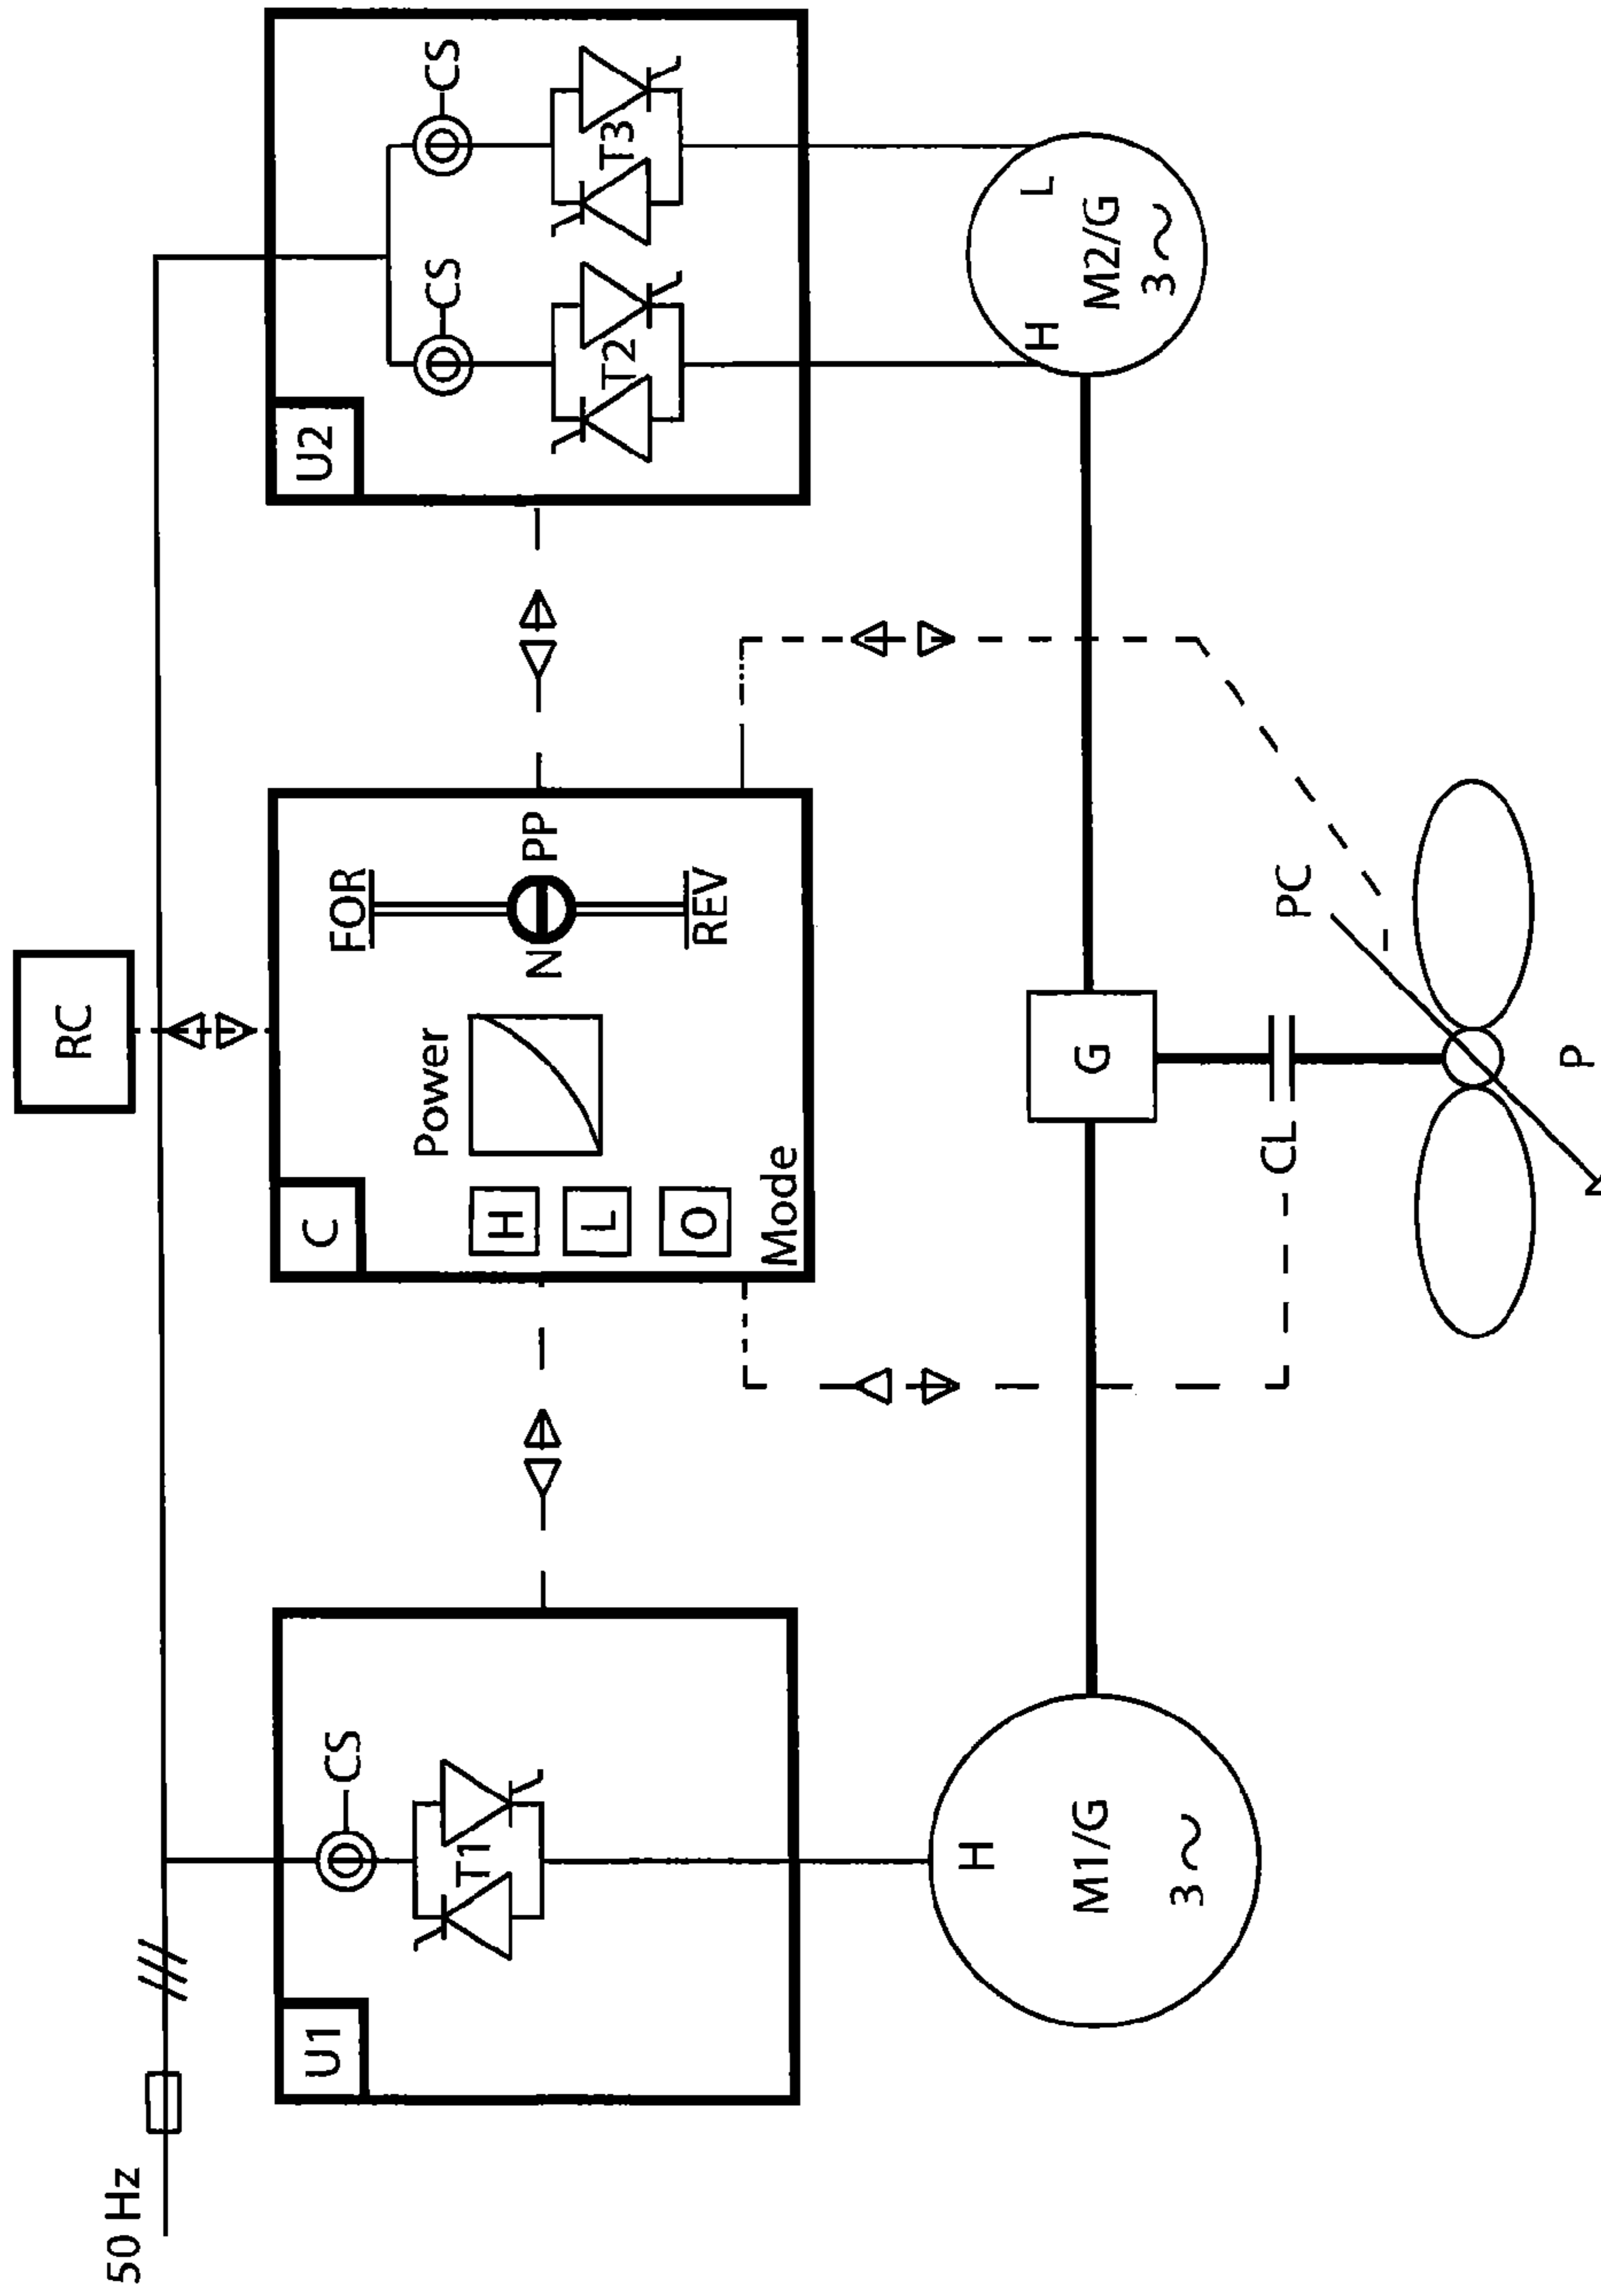 50 Hz
RC
U1
CS
T1
H
M1/G
3 ~
C
Power
H
L
O
Mode
FOR
N
PP
REV
U2
CS
CS
T2
T3
H
L
M2/G
3 ~
G
CL
PC
P